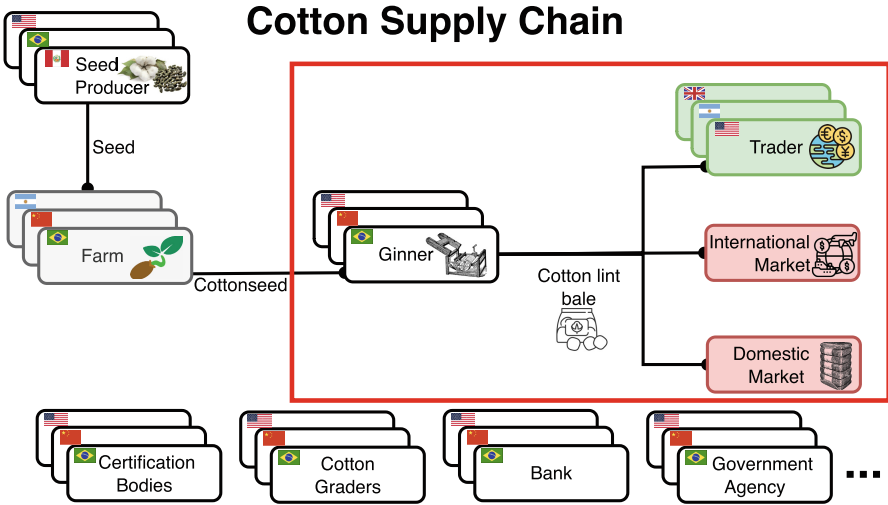 Cotton Supply Chain
Seed
Producer
Seed
Trader
Farm
Ginner
International
Market
Cottonseed
Cotton lint
bale
Domestic
Market
Certification
Bodies
Cotton
Graders
Bank
Government
Agency
...